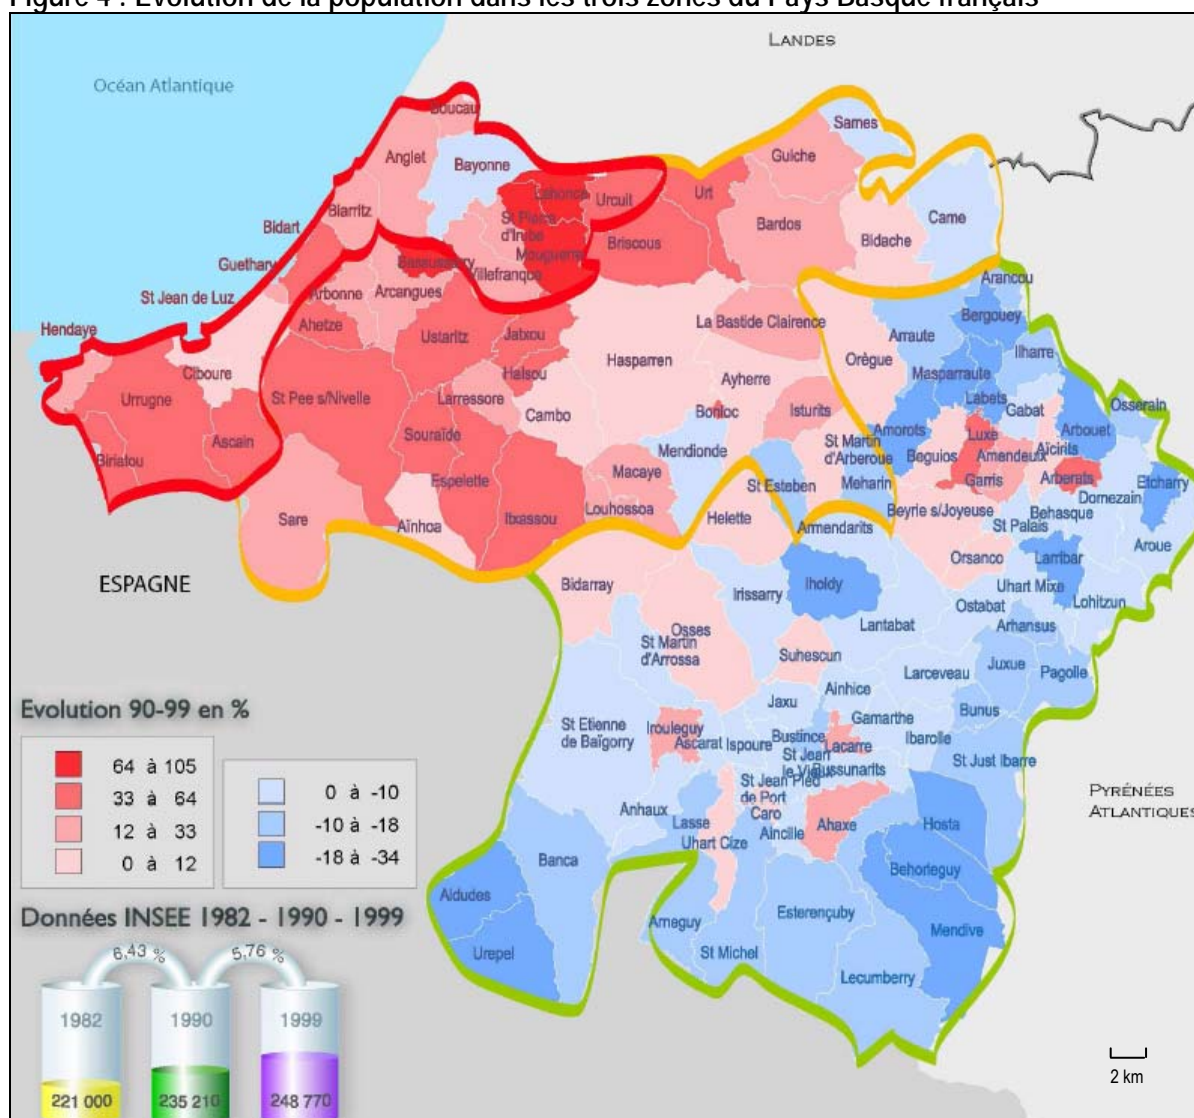 Figure 4 : Evolution de la population dans les trois zones du Pays Basque français
LANDES
Océan Atlantique
Boucau
Sames
Anglet
Bayonne
Guiche
Lahonce
Urcuit
Urt
Biarritz
St Pierre
d'Irube
Bardos
Came
Bidart
Briscous
Bidache
Mouguerre
Guethary
Bassussarry
Villefranque
Arancou
St Jean de Luz
Arbonne
Arcangues
Bergouey
Hendaye
Ahetze
La Bastide Clairence
Ustaritz
Jatxou
Arraute
Ilharre
Hasparren
Orègue
Ciboure
Halsou
Ayherre
Masparraute
Urrugne
St Pee s/Nivelle
Larressore
Labets
Gabat
Osserain
Cambo
Bonloc
Isturits
Ascain
Souraïde
Amorots
Luxe
Arbouet
St Martin
d'Arberoue
Aïcirits
Biriatou
Mendionde
Beguios
Amendeuix
Macaye
Espelette
St Esteben
Meharin
Garris
Arberats
Etcharry
Domezain
Louhossoa
Beyrie s/Joyeuse
Behasque
Sare
Aïnhoa
Itxassou
Helette
Armendarits
St Palais
Aroue
Orsanco
Larribar
ESPAGNE
Bidarray
Irissarry
Iholdy
Uhart Mixe
Ostabat
Lohitzun
Lantabat
Arhansus
Osses
St Martin
d'Arrossa
Suhescun
Larceveau
Juxue
Pagolle
Ainhice
Evolution 90-99 en %
Jaxu
Gamarthe
Bunus
St Etienne
de Baïgorry
Irouleguy
Ascarat
Ispoure
Bustince
Lacarre
Ibarolle
St Jean
le Vieux
Bussunarits
St Just Ibarre
64 à 105
33 à 64
12 à 33
0 à 12
0 à -10
-10 à -18
-18 à -34
St Jean Pied
de Port
PYRÉNÉES
ATLANTIQUES
Anhaux
Lasse
Caro
Aincille
Ahaxe
Hosta
Uhart Cize
Banca
Behorleguy
Aldudes
Données INSEE 1982 - 1990 - 1999
Arneguy
Esterençuby
Mendive
Urepel
St Michel
Lecumberry
6,43 %
5,76 %
1982
1990
1999
2 km
221 000
235 210
248 770